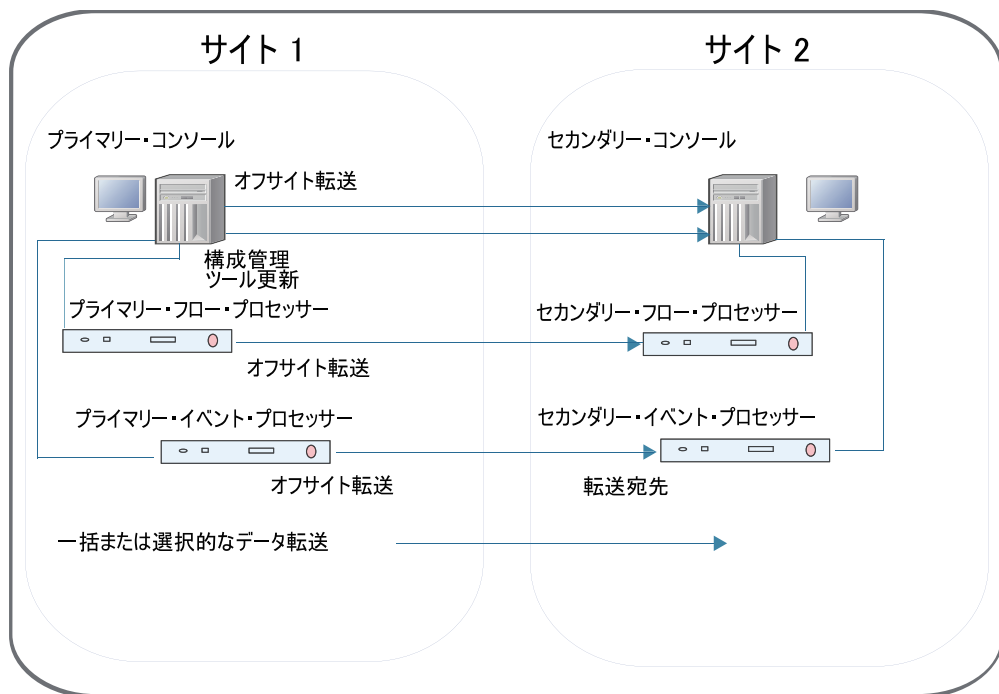 サイト 1
サイト 2
プライマリー・コンソール
セカンダリー・コンソール
オフサイト転送
構成管理
ツール更新
プライマリー・フロー・プロセッサー
セカンダリー・フロー・プロセッサー
オフサイト転送
プライマリー・イベント・プロセッサー
セカンダリー・イベント・プロセッサー
オフサイト転送
転送宛先
一括または選択的なデータ転送